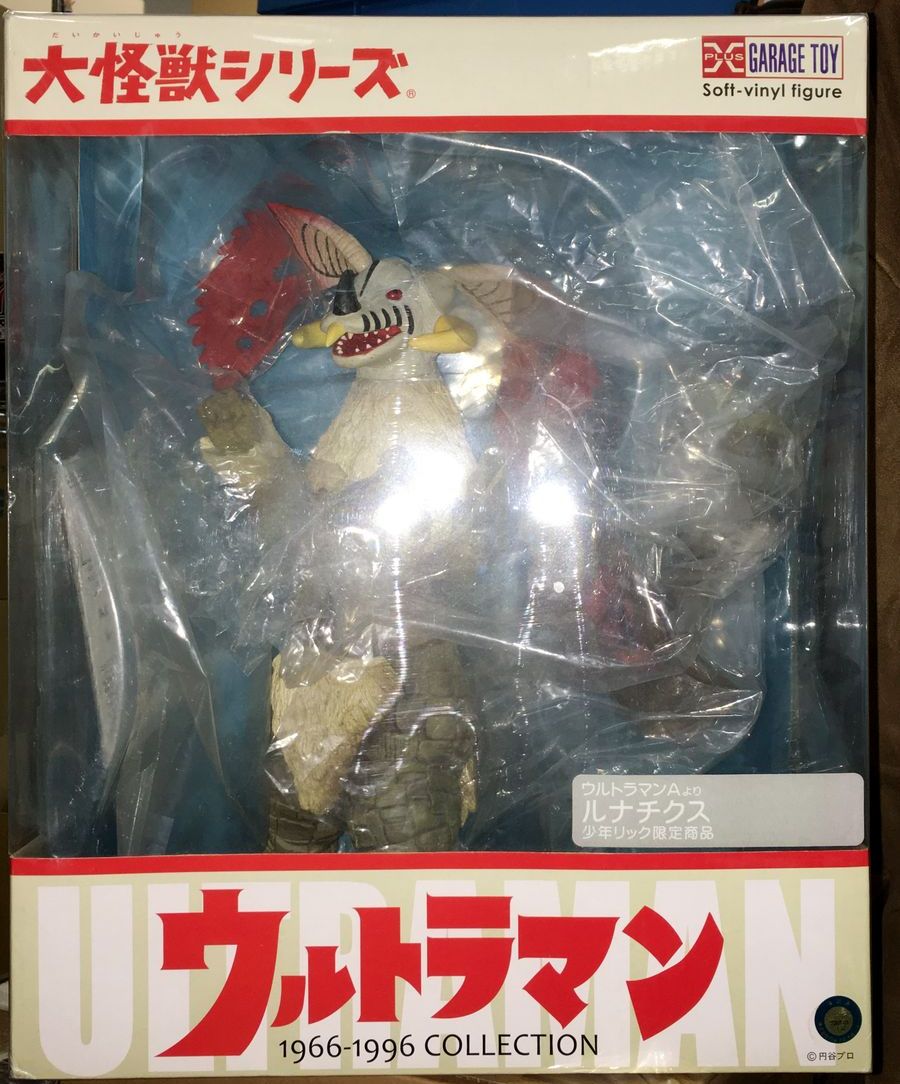 だいかいじゅう
大怪獣シリーズ®
X PLUS GARAGE TOY
Soft-vinyl figure
ウルトラマンAより
ルナチクス
少年リック限定商品
ULTRAMAN
ウルトラマン
1966-1996 COLLECTION
©円谷プロ